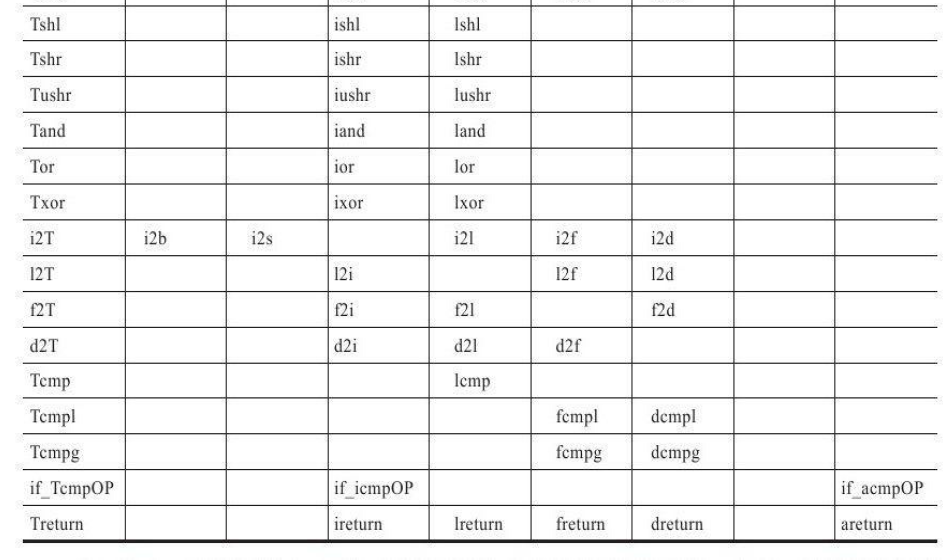 Tshl ishl lshl
Tshr ishr lshr
Tushr iushr lushr
Tand iand land
Tor ior lor
Txor ixor lxor
i2T i2b i2s i2l i2f i2d
l2T l2i l2f l2d
f2T f2i f2l f2d
d2T d2i d2l d2f
Tcmp lcmp
Tcmpl fcmpl dcmpl
Tcmpg fcmpg dcmpg
if_TcmpOP if_icmpOP if_acmpOP
Treturn ireturn lreturn freturn dreturn areturn